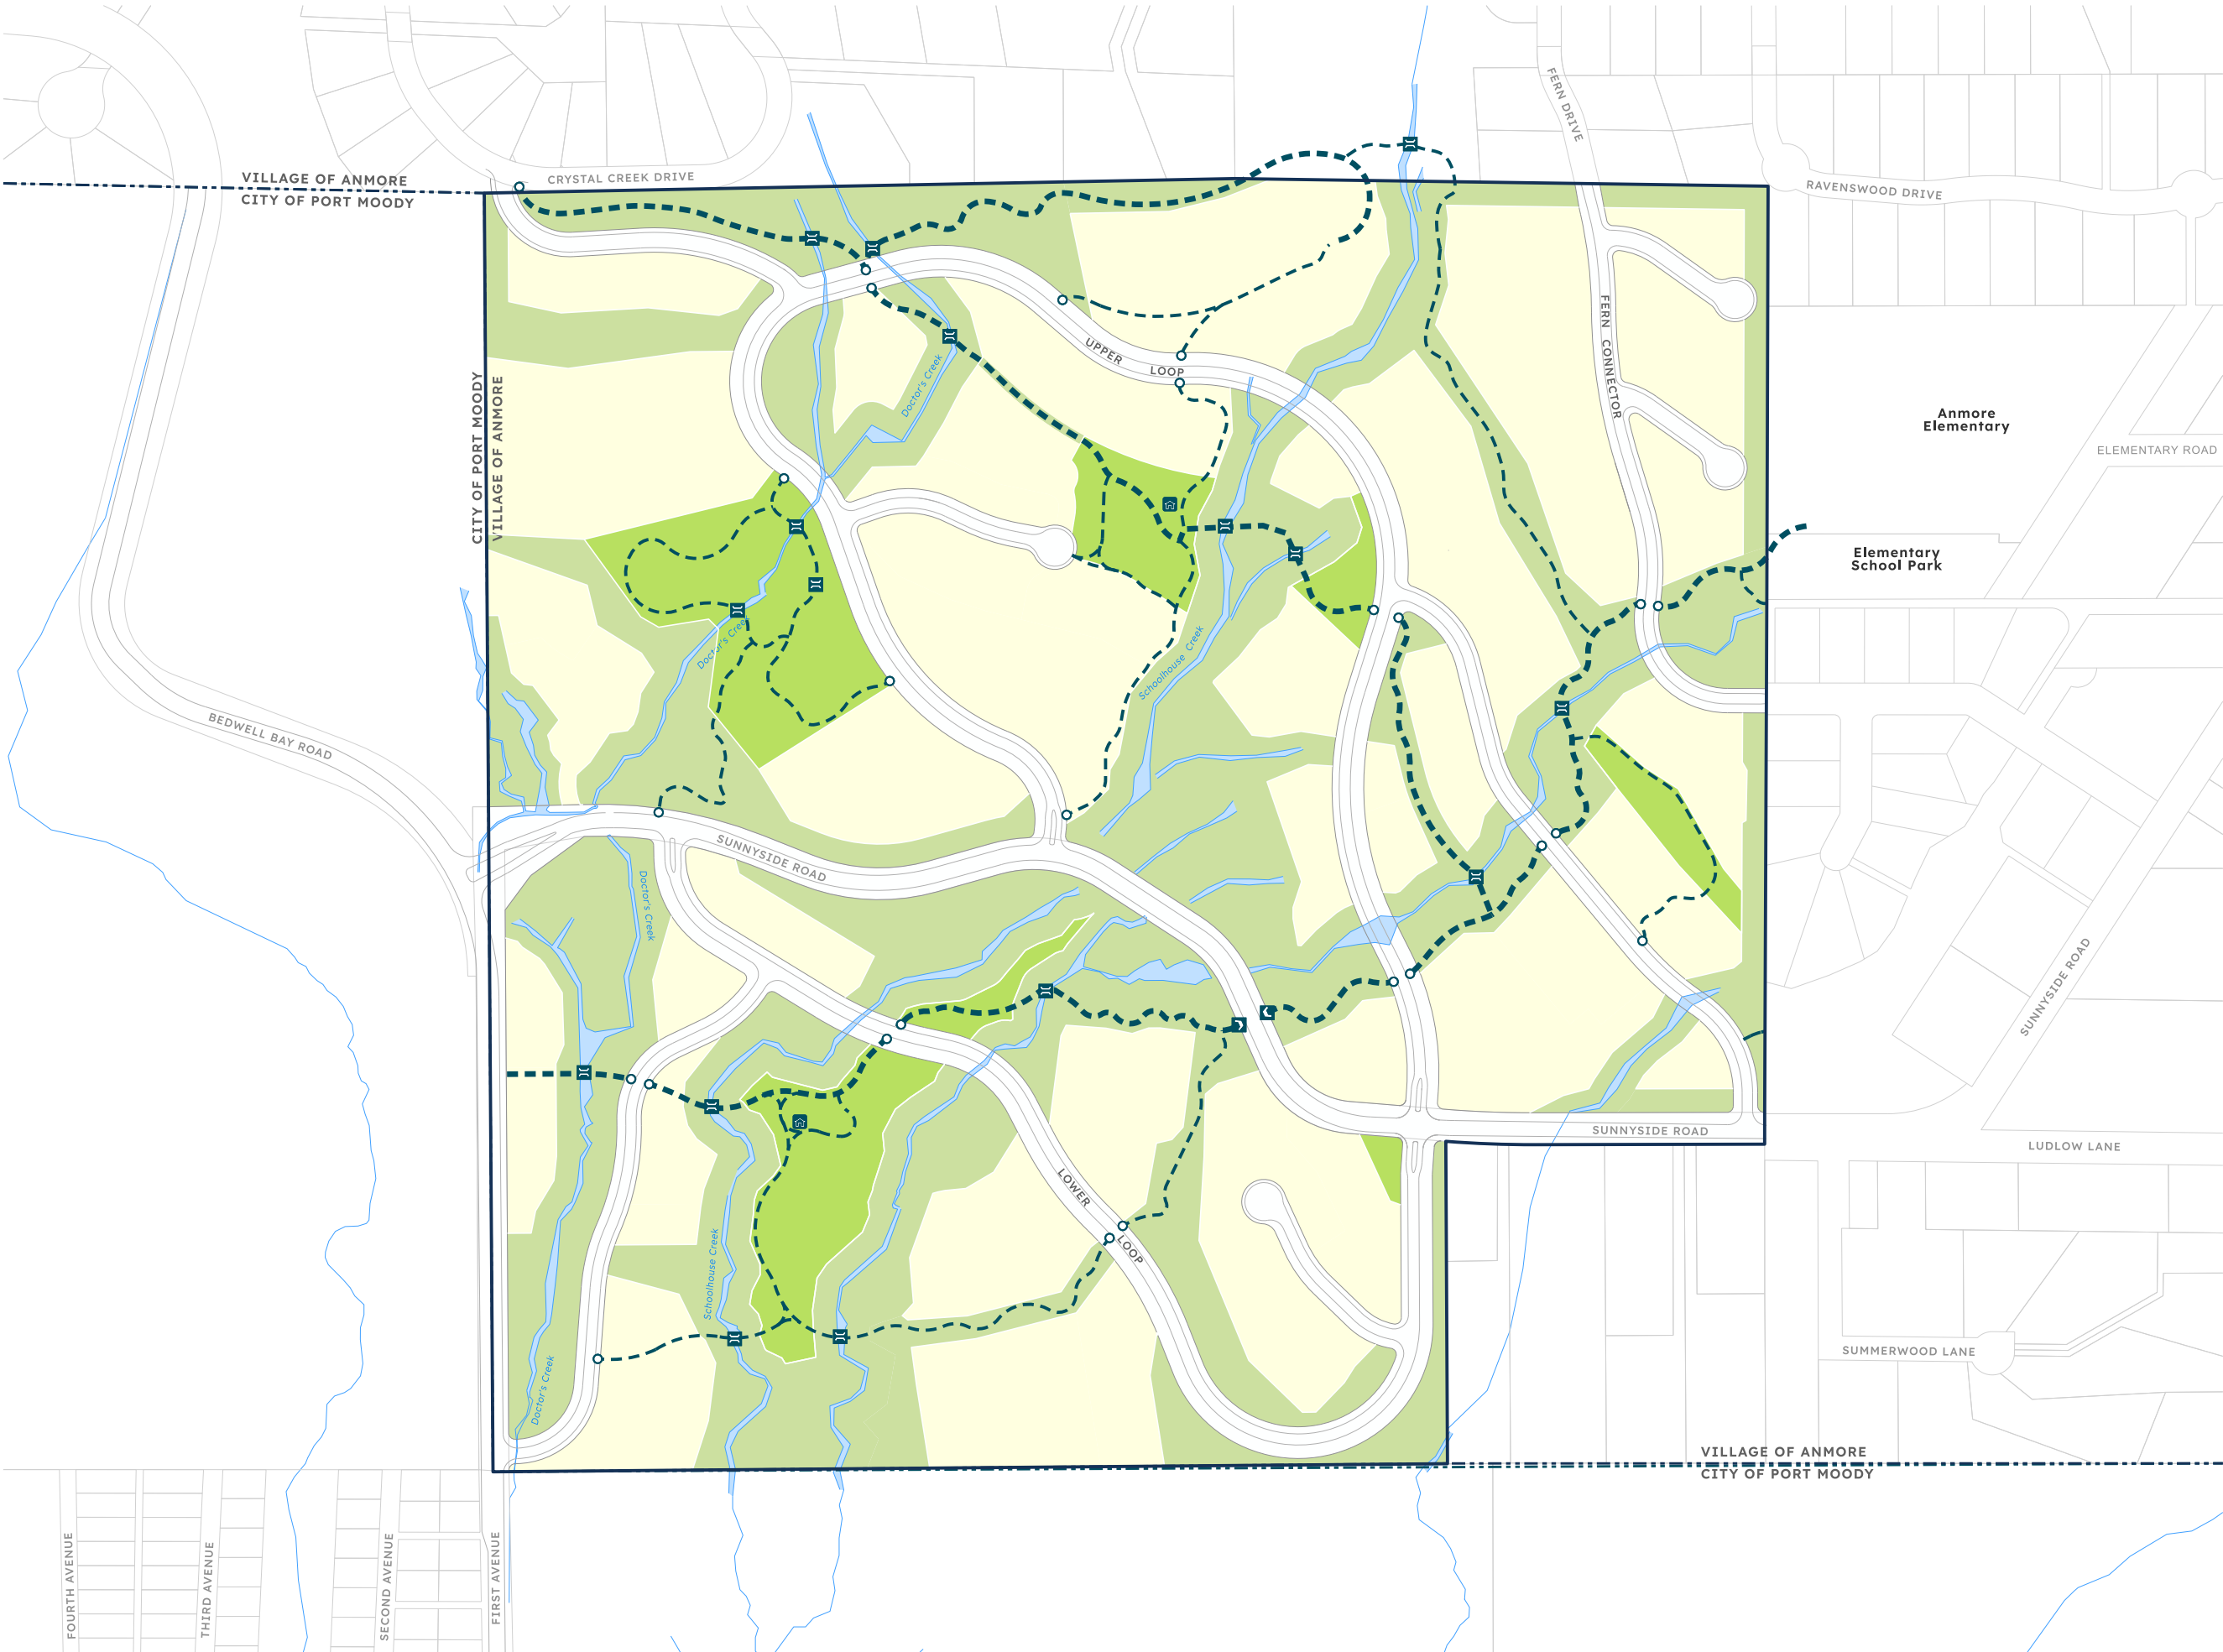 FERN DRIVE
VILLAGE OF ANMORE
CITY OF PORT MOODY
CRYSTAL CREEK DRIVE
RAVENSWOOD DRIVE
FERN CONNECTOR
UPPER
LOOP
Doctor's Creek
CITY OF PORT MOODY
VILLAGE OF ANMORE
Anmore
Elementary
ELEMENTARY ROAD
Elementary
School Park
Doctor's Creek
Schoolhouse Creek
BEDWELL BAY ROAD
SUNNYSIDE ROAD
Doctor's Creek
SUNNYSIDE ROAD
SUNNYSIDE ROAD
LUDLOW LANE
LOWER
LOOP
Schoolhouse Creek
Doctor's Creek
SUMMERWOOD LANE
VILLAGE OF ANMORE
CITY OF PORT MOODY
FOURTH AVENUE
THIRD AVENUE
SECOND AVENUE
FIRST AVENUE